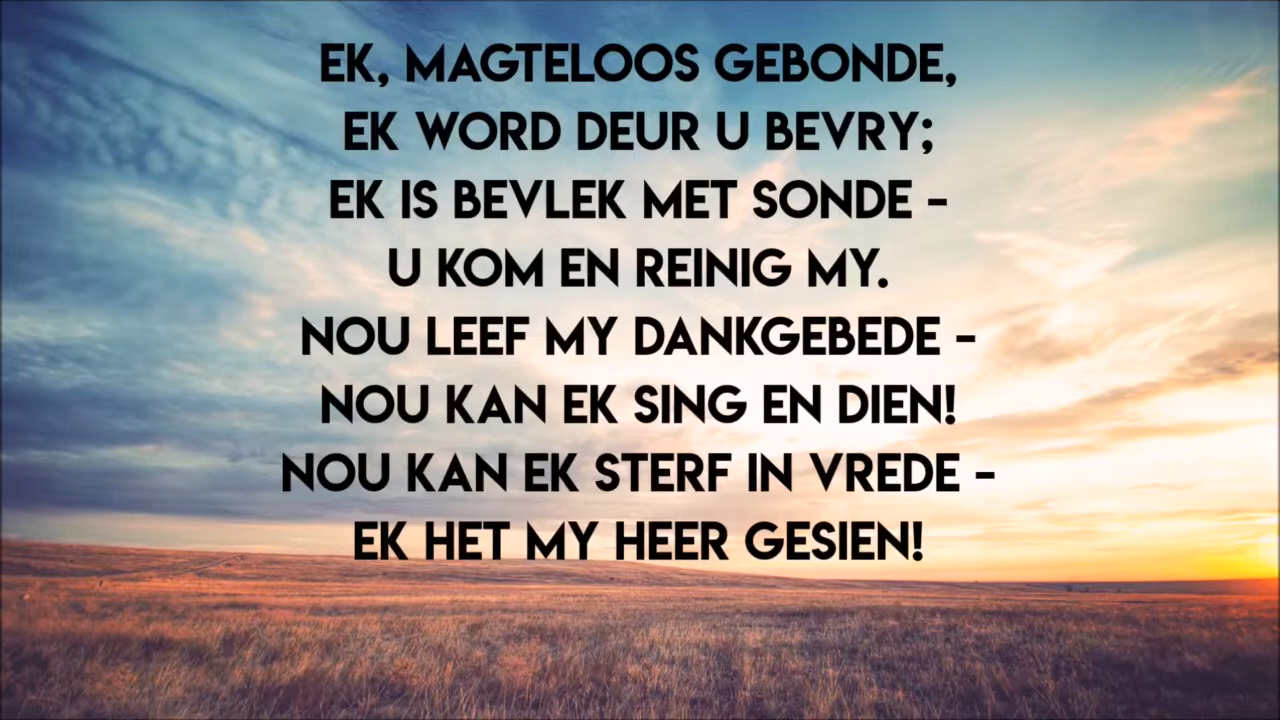 EK, MAGTELOOS GEBONDE,
EK WORD DEUR U BEVRY;
EK IS BEVLEK MET SONDE -
U KOM EN REINIG MY.
NOU LEEF MY DANKGEBEDE -
NOU KAN EK SING EN DIEN!
NOU KAN EK STERF IN VREDE -
EK HET MY HEER GESIEN!